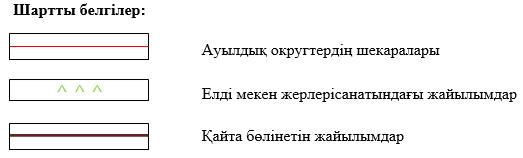 Шартты белгілер:
Ауылдық округтердің шекаралары
Елді мекен жерлерісанатындағы жайылымдар
Қайта бөлінетін жайылымдар